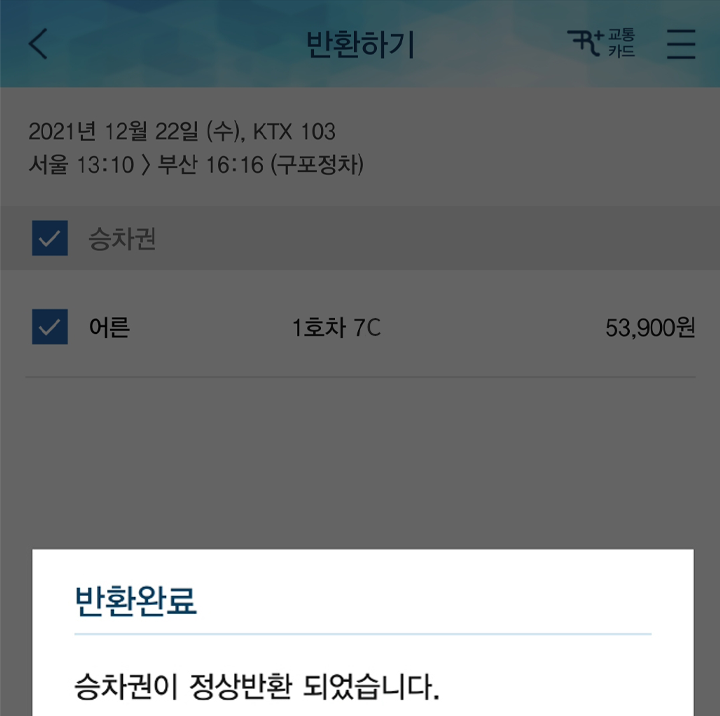 반환하기
교통
카드
2021년 12월 22일 (수), KTX 103
서울 13:10 〉 부산 16:16 (구포정차)
승차권
어른 1호차 7C 53,900원
반환완료
승차권이 정상반환 되었습니다.